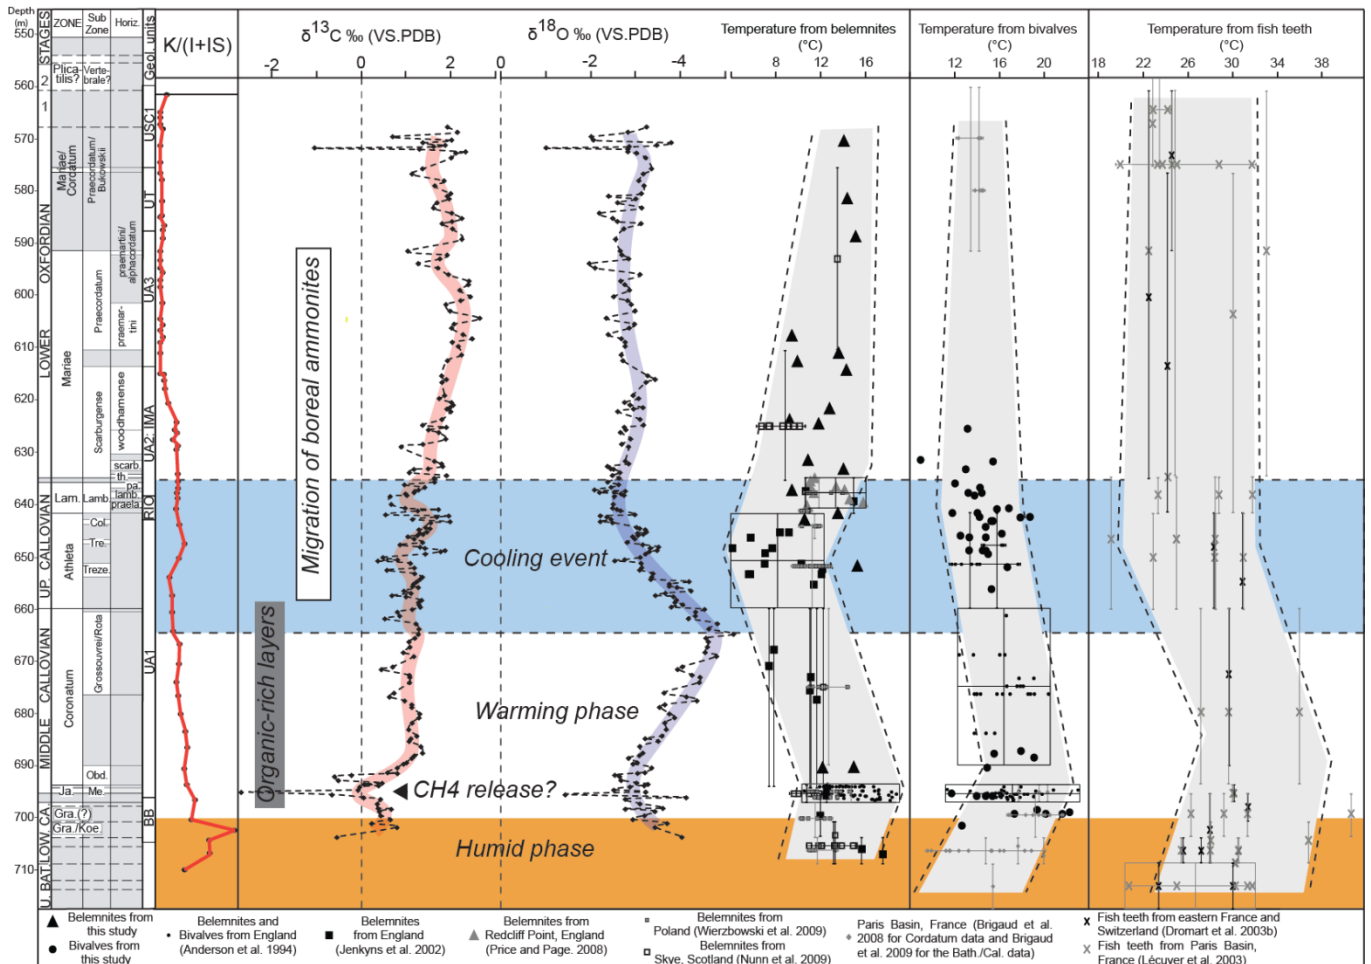 Depth (m)
STAGES
ZONE
Sub Zone
Horiz.
Geol. units
K/(I+IS)
δ13C ‰ (VS.PDB)
δ18O ‰ (VS.PDB)
Temperature from belemnites (°C)
Temperature from bivalves (°C)
Temperature from fish teeth (°C)
-2 0 2
0 -2 -4
8 12 16
12 16 20
18 22 26 30 34 38
550
560
570
580
590
600
610
620
630
640
650
660
670
680
690
700
710
2
1
LOWER OXFORDIAN
UP. CALLOVIAN
MIDDLE CALLOVIAN
LOW. CA.
U. BAT.
Plicatilis?
Mariae/ Cordatum
Mariae
Lam.
Athleta
Coronatum
Ja.
Gra.(?)
Gra./Koe.
Vertebrale?
Praecordatum/ Bukowskii
Praecordatum
Scarburgense
Lamb.
Col.
Tre.
Treze.
Grossouvrei/Rota
Obd.
Me.
praemartini/ alphacordatum
praemartini
woodhamense
scarb.
th.
pa.
lamb.
praela.
USC1
UT
UA3
UA2: IMA
RIO
UA1
BB
Migration of boreal ammonites
Organic-rich layers
Cooling event
Warming phase
CH4 release?
Humid phase
Belemnites from this study
Bivalves from this study
Belemnites and Bivalves from England (Anderson et al. 1994)
Belemnites from England (Jenkyns et al. 2002)
Belemnites from Redcliff Point, England (Price and Page. 2008)
Belemnites from Poland (Wierzbowski et al. 2009)
Belemnites from Skye, Scotland (Nunn et al. 2009)
Paris Basin, France (Brigaud et al. 2008 for Cordatum data and Brigaud et al. 2009 for the Bath./Cal. data)
Fish teeth from eastern France and Switzerland (Dromart et al. 2003b)
Fish teeth from Paris Basin, France (Lécuyer et al. 2003)